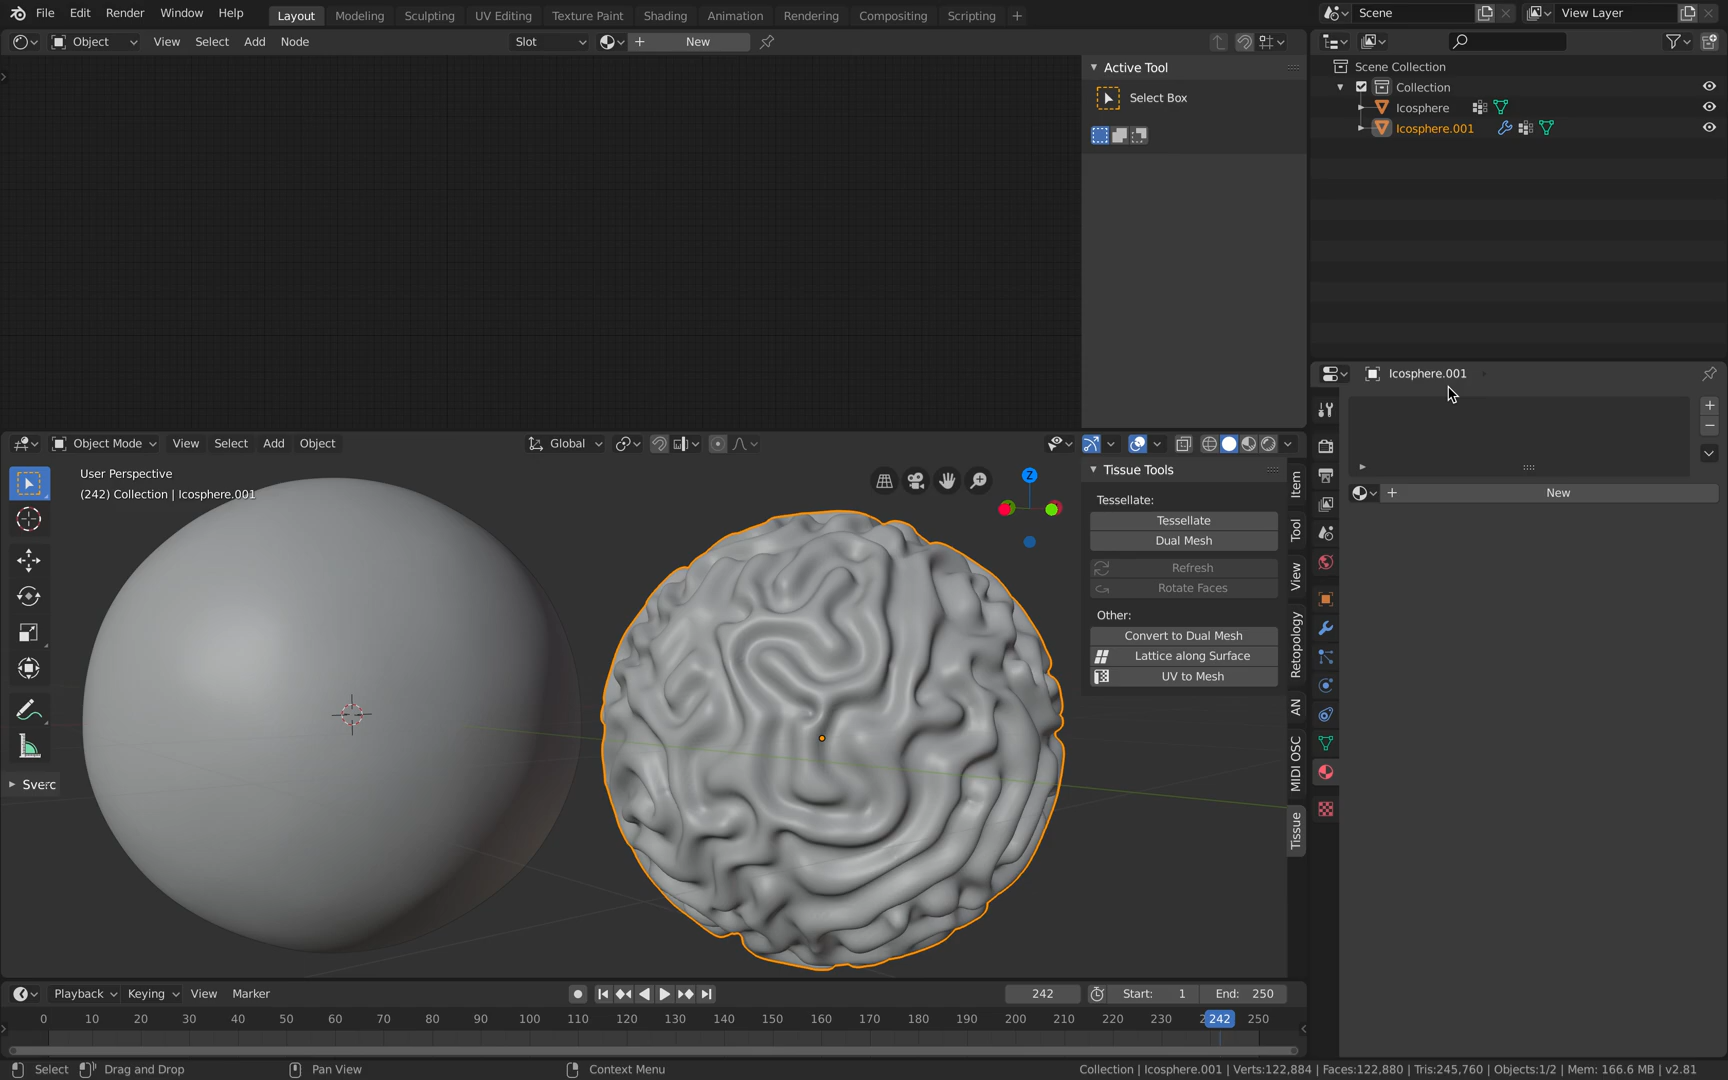 File Edit Render Window Help Layout Modeling Sculpting UV Editing Texture Paint Shading Animation Rendering Compositing Scripting + Scene View Layer
Object View Select Add Node Slot New
Active Tool
Select Box
Scene Collection
Collection
Icosphere
Icosphere.001
Icosphere.001
New
Object Mode View Select Add Object Global
User Perspective
(242) Collection | Icosphere.001
Z
Tissue Tools
Tessellate:
Tessellate
Dual Mesh
Refresh
Rotate Faces
Other:
Convert to Dual Mesh
Lattice along Surface
UV to Mesh
Item
Tool
View
Retopology
AN
MIDI OSC
Tissue
Playback Keying View Marker 242 Start: 1 End: 250
0 10 20 30 40 50 60 70 80 90 100 110 120 130 140 150 160 170 180 190 200 210 220 230 242 250
Select Drag and Drop Pan View Context Menu Collection | Icosphere.001 | Verts:122,884 | Faces:122,880 | Tris:245,760 | Objects:1/2 | Mem: 166.6 MB | v2.81